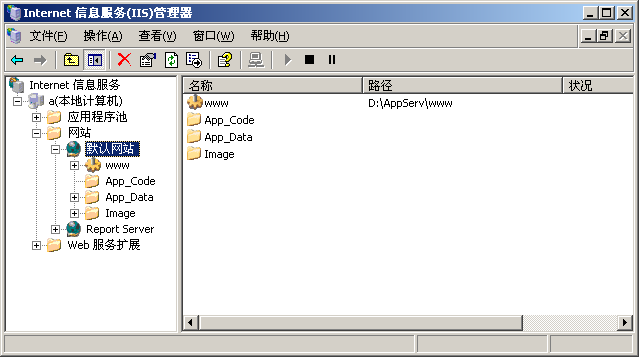 Internet 信息服务(IIS)管理器
文件(F) 操作(A) 查看(V) 窗口(W) 帮助(H)
Internet 信息服务
a(本地计算机)
应用程序池
网站
默认网站
www
App_Code
App_Data
Image
Report Server
Web 服务扩展
名称 路径 状况
www D:\AppServ\www
App_Code
App_Data
Image